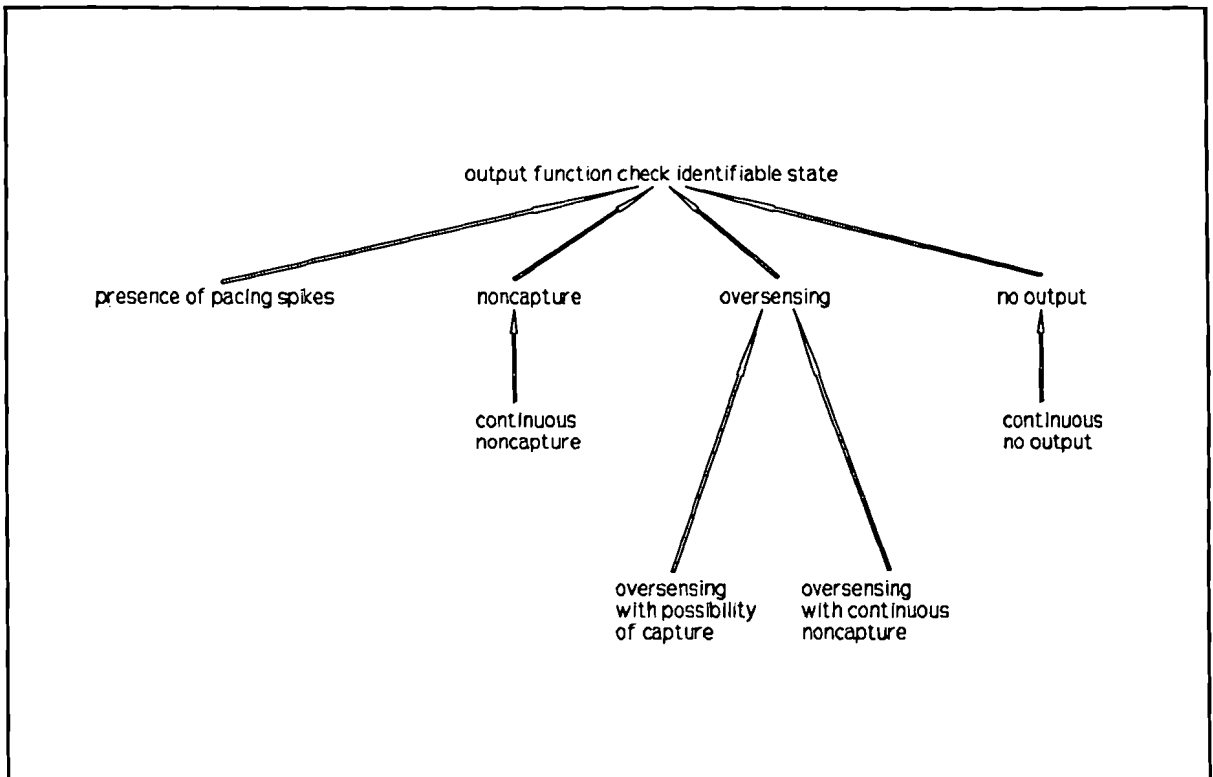 output function check identifiable state
presence of pacing spikes
noncapture
oversensing
no output
continuous
noncapture
continuous
no output
oversensing
with possibility
of capture
oversensing
with continuous
noncapture